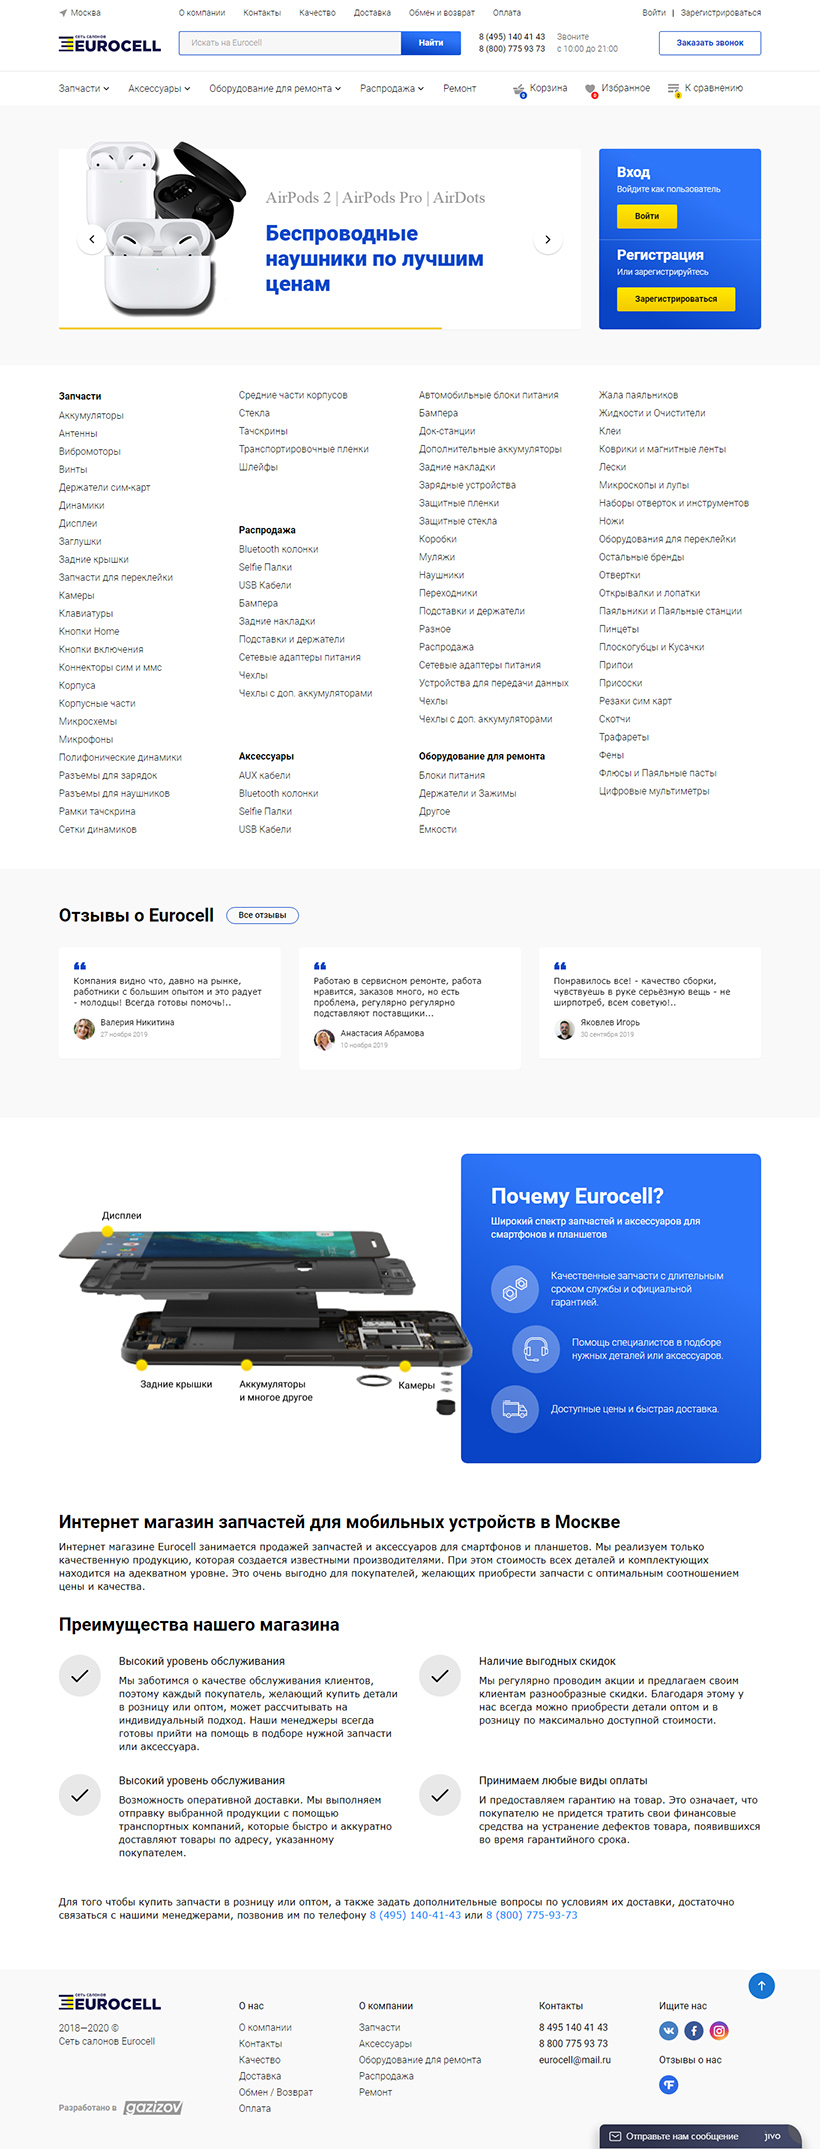 Москва
О компании Контакты Качество Доставка Обмен и возврат Оплата
Войти | Зарегистрироваться
сеть салонов
EUROCELL
Искать на Eurocell
Найти
8 (495) 140 41 43
8 (800) 775 93 73
Звоните
с 10:00 до 21:00
Заказать звонок
Запчасти Аксессуары Оборудование для ремонта Распродажа Ремонт
0 Корзина 0 Избранное 0 К сравнению
AirPods 2 | AirPods Pro | AirDots
Беспроводные
наушники по лучшим
ценам
Вход
Войдите как пользователь
Войти
Регистрация
Или зарегистрируйтесь
Зарегистрироваться
Запчасти
Аккумуляторы
Антенны
Вибромоторы
Винты
Держатели сим-карт
Динамики
Дисплеи
Заглушки
Задние крышки
Запчасти для переклейки
Камеры
Клавиатуры
Кнопки Home
Кнопки включения
Коннекторы сим и ммс
Корпуса
Корпусные части
Микросхемы
Микрофоны
Полифонические динамики
Разъемы для зарядок
Разъемы для наушников
Рамки тачскрина
Сетки динамиков
Средние части корпусов
Стекла
Тачскрины
Транспортировочные пленки
Шлейфы
Распродажа
Bluetooth колонки
Selfie Палки
USB Кабели
Бампера
Задние накладки
Подставки и держатели
Сетевые адаптеры питания
Чехлы
Чехлы с доп. аккумуляторами
Аксессуары
AUX кабели
Bluetooth колонки
Selfie Палки
USB Кабели
Автомобильные блоки питания
Бампера
Док-станции
Дополнительные аккумуляторы
Задние накладки
Зарядные устройства
Защитные пленки
Защитные стекла
Коробки
Муляжи
Наушники
Переходники
Подставки и держатели
Разное
Распродажа
Сетевые адаптеры питания
Устройства для передачи данных
Чехлы
Чехлы с доп. аккумуляторами
Оборудование для ремонта
Блоки питания
Держатели и Зажимы
Другое
Емкости
Жала паяльников
Жидкости и Очистители
Клеи
Коврики и магнитные ленты
Лески
Микроскопы и лупы
Наборы отверток и инструментов
Ножи
Оборудования для переклейки
Остальные бренды
Отвертки
Открывалки и лопатки
Паяльники и Паяльные станции
Пинцеты
Плоскогубцы и Кусачки
Припои
Присоски
Резаки сим карт
Скотчи
Трафареты
Фены
Флюсы и Паяльные пасты
Цифровые мультиметры
Отзывы о Eurocell
Все отзывы
Компания видно что, давно на рынке,
работники с большим опытом и это радует
- молодцы! Всегда готовы помочь!..
Валерия Никитина
27 ноября 2019
Работаю в сервисном ремонте, работа
нравится, заказов много, но есть
проблема, регулярно регулярно
подставляют поставщики...
Анастасия Абрамова
10 ноября 2019
Понравилось все! - качество сборки,
чувствуешь в руке серьёзную вещь - не
ширпотреб, всем советую!..
Яковлев Игорь
30 сентября 2019
Дисплеи
Задние крышки
Аккумуляторы
и многое другое
Камеры
Почему Eurocell?
Широкий спектр запчастей и аксессуаров для
смартфонов и планшетов
Качественные запчасти с длительным
сроком службы и официальной
гарантией.
Помощь специалистов в подборе
нужных деталей или аксессуаров.
Доступные цены и быстрая доставка.
Интернет магазин запчастей для мобильных устройств в Москве
Интернет магазине Eurocell занимается продажей запчастей и аксессуаров для смартфонов и планшетов. Мы реализуем только
качественную продукцию, которая создается известными производителями. При этом стоимость всех деталей и комплектующих
находится на адекватном уровне. Это очень выгодно для покупателей, желающих приобрести запчасти с оптимальным соотношением
цены и качества.
Преимущества нашего магазина
Высокий уровень обслуживания
Мы заботимся о качестве обслуживания клиентов,
поэтому каждый покупатель, желающий купить детали
в розницу или оптом, может рассчитывать на
индивидуальный подход. Наши менеджеры всегда
готовы прийти на помощь в подборе нужной запчасти
или аксессуара.
Наличие выгодных скидок
Мы регулярно проводим акции и предлагаем своим
клиентам разнообразные скидки. Благодаря этому у
нас всегда можно приобрести детали оптом и в
розницу по максимально доступной стоимости.
Высокий уровень обслуживания
Возможность оперативной доставки. Мы выполняем
отправку выбранной продукции с помощью
транспортных компаний, которые быстро и аккуратно
доставляют товары по адресу, указанному
покупателем.
Принимаем любые виды оплаты
И предоставляем гарантию на товар. Это означает, что
покупателю не придется тратить свои финансовые
средства на устранение дефектов товара, появившихся
во время гарантийного срока.
Для того чтобы купить запчасти в розницу или оптом, а также задать дополнительные вопросы по условиям их доставки, достаточно
связаться с нашими менеджерами, позвонив им по телефону 8 (495) 140-41-43 или 8 (800) 775-93-73
сеть салонов
EUROCELL
2018—2020 ©
Сеть салонов Eurocell
Разработано в gazizov
О нас
О компании
Контакты
Качество
Доставка
Обмен / Возврат
Оплата
О компании
Запчасти
Аксессуары
Оборудование для ремонта
Распродажа
Ремонт
Контакты
8 495 140 41 43
8 800 775 93 73
eurocell@mail.ru
Ищите нас
Отзывы о нас
Отправьте нам сообщение jivo